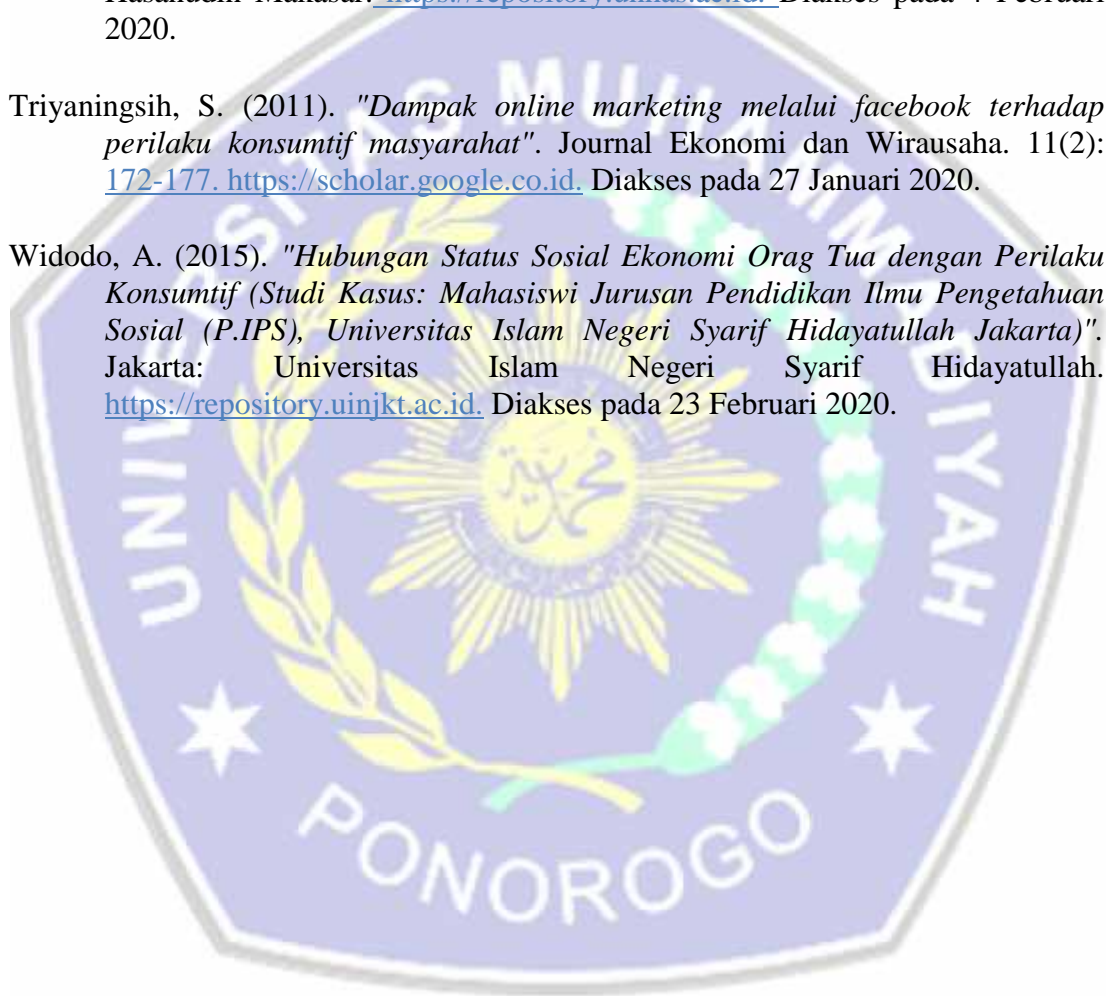 2020.
Triyaningsih, S. (2011). "Dampak online marketing melalui facebook terhadap
perilaku konsumtif masyarahat". Journal Ekonomi dan Wirausaha. 11(2):
172-177. https://scholar.google.co.id. Diakses pada 27 Januari 2020.
Widodo, A. (2015). "Hubungan Status Sosial Ekonomi Orag Tua dengan Perilaku
Konsumtif (Studi Kasus: Mahasiswi Jurusan Pendidikan Ilmu Pengetahuan
Sosial (P.IPS), Universitas Islam Negeri Syarif Hidayatullah Jakarta)".
Jakarta: Universitas Islam Negeri Syarif Hidayatullah.
https://repository.uinjkt.ac.id. Diakses pada 23 Februari 2020.
UNIVERSITAS MUHAMMADIYAH
محمدية
PONOROGO